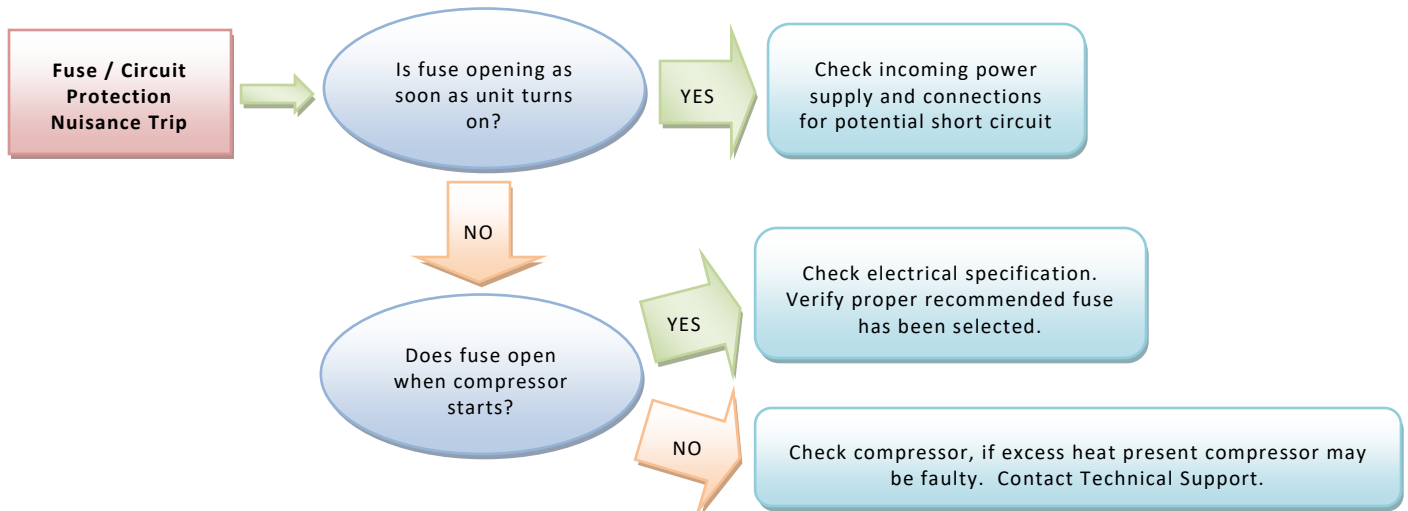 Fuse / Circuit
Protection
Nuisance Trip
Is fuse opening as
soon as unit turns
on?
YES
Check incoming power
supply and connections
for potential short circuit
NO
Does fuse open
when compressor
starts?
YES
Check electrical specification.
Verify proper recommended fuse
has been selected.
NO
Check compressor, if excess heat present compressor may
be faulty. Contact Technical Support.